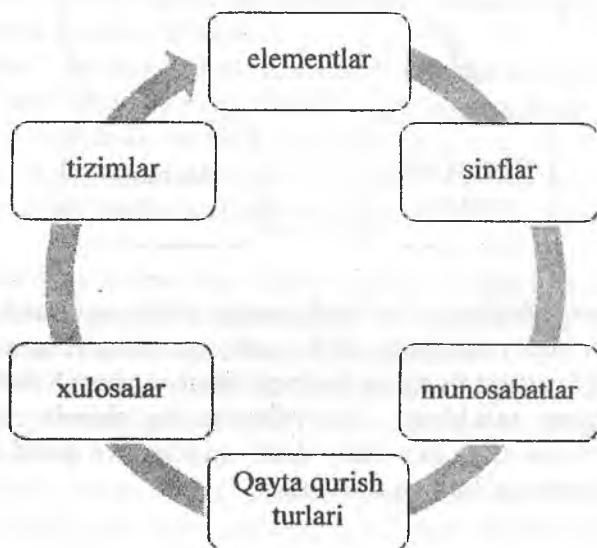 elementlar
sinflar
munosabatlar
Qayta qurish
turlari
xulosalar
tizimlar